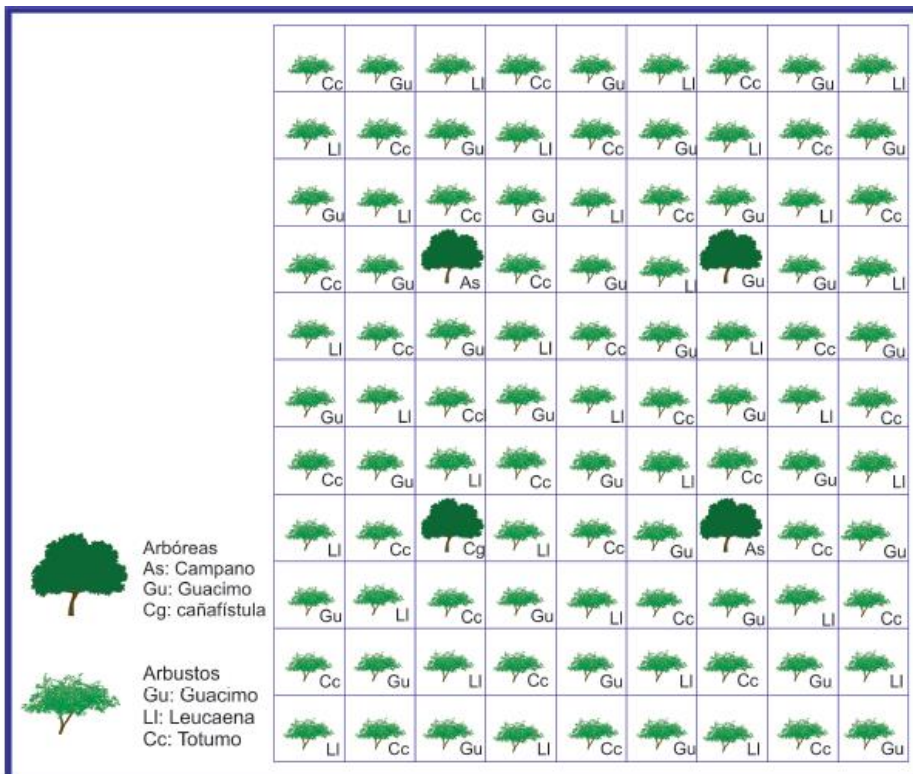 Cc Gu Ll Cc Gu Ll Cc Gu Ll
Ll Cc Gu Ll Cc Gu Ll Cc Gu
Gu Ll Cc Gu Ll Cc Gu Ll Cc
Cc Gu As Cc Gu Ll Gu Gu Ll
Ll Cc Gu Ll Cc Gu Ll Cc Gu
Gu Ll Ccl Gu Ll Cc Gu Ll Cc
Cc Gu Ll Cc Gu Ll Cc Gu Ll
Ll Cc Cg Ll Cc Gu As Cc Gu
Gu Ll Cc Gu Ll Cc Gu Ll Cc
Cc Gu Ll Cc Gu Ll Cc Gu Ll
Ll Cc Gu Ll Cc Gu Ll Cc Gu
Arbóreas
As: Campano
Gu: Guacimo
Cg: cañafístula
Arbustos
Gu: Guacimo
Ll: Leucaena
Cc: Totumo